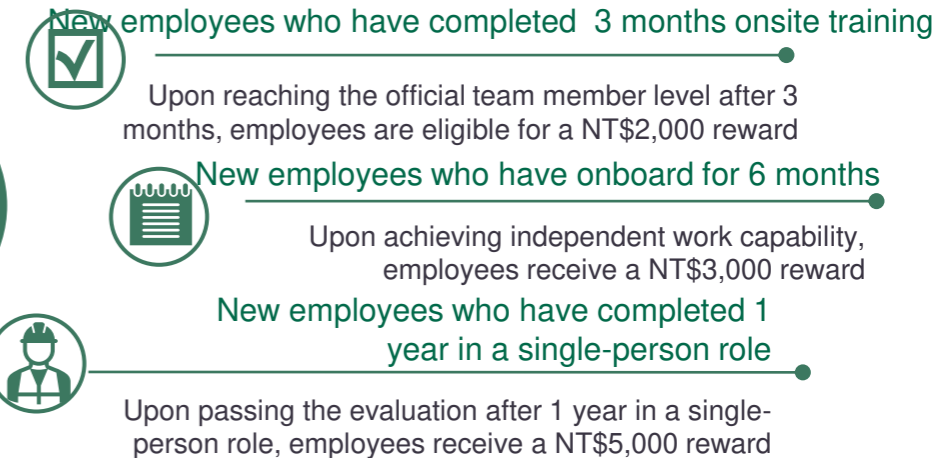 New employees who have completed 3 months onsite training
Upon reaching the official team member level after 3
months, employees are eligible for a NT$2,000 reward
New employees who have onboard for 6 months
Upon achieving independent work capability,
employees receive a NT$3,000 reward
New employees who have completed 1
year in a single-person role
Upon passing the evaluation after 1 year in a single-
person role, employees receive a NT$5,000 reward